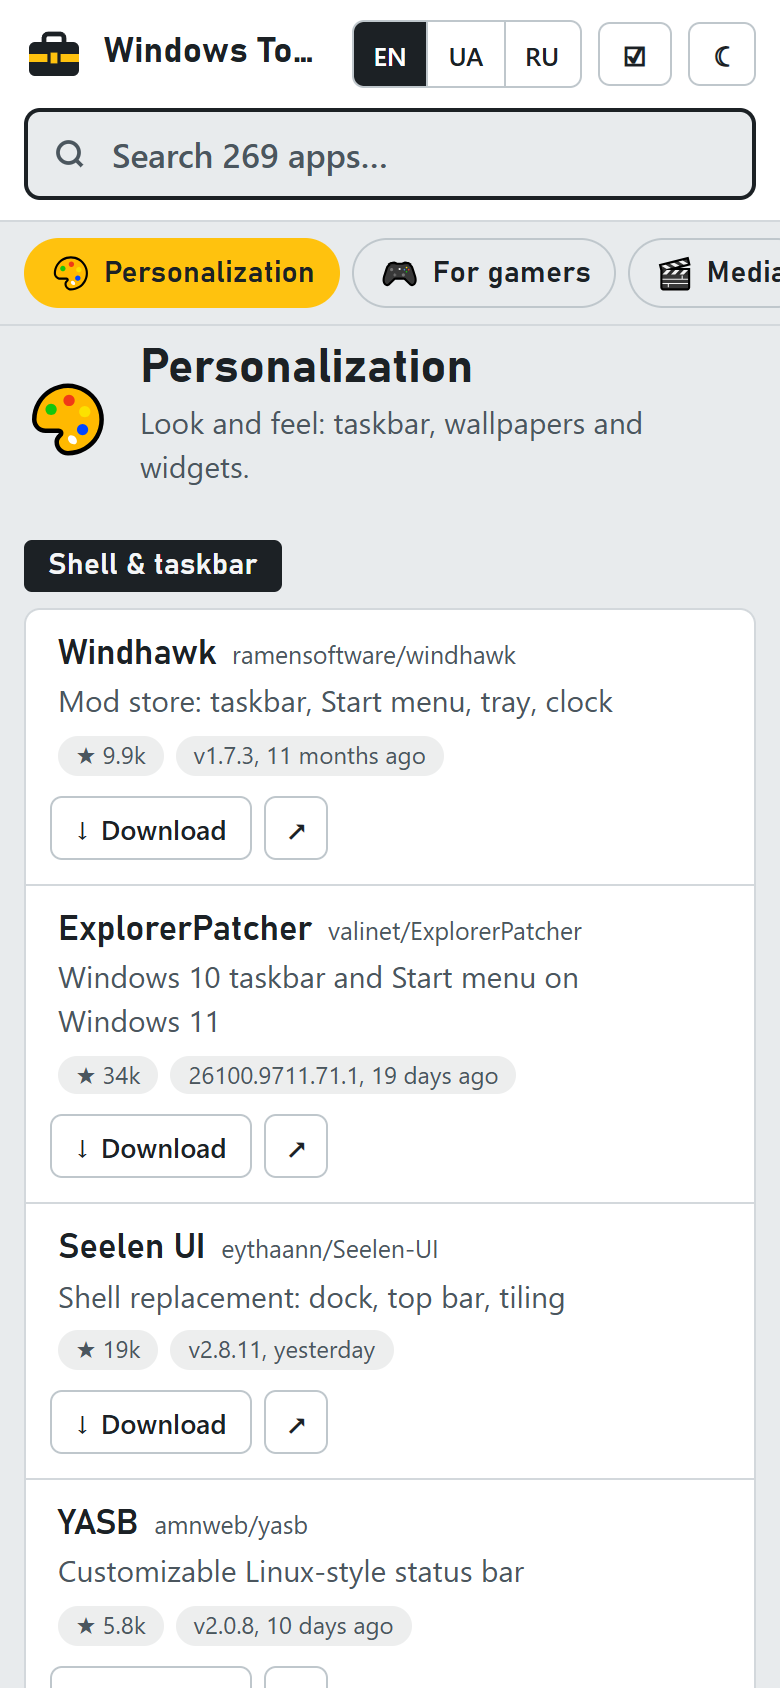 Windows To...
EN UA RU
Search 269 apps...
Personalization For gamers Media
Personalization
Look and feel: taskbar, wallpapers and
widgets.
Shell & taskbar
Windhawk ramensoftware/windhawk
Mod store: taskbar, Start menu, tray, clock
★ 9.9k v1.7.3, 11 months ago
↓ Download ↗
ExplorerPatcher valinet/ExplorerPatcher
Windows 10 taskbar and Start menu on
Windows 11
★ 34k 26100.9711.71.1, 19 days ago
↓ Download ↗
Seelen UI eythaann/Seelen-UI
Shell replacement: dock, top bar, tiling
★ 19k v2.8.11, yesterday
↓ Download ↗
YASB amnweb/yasb
Customizable Linux-style status bar
★ 5.8k v2.0.8, 10 days ago